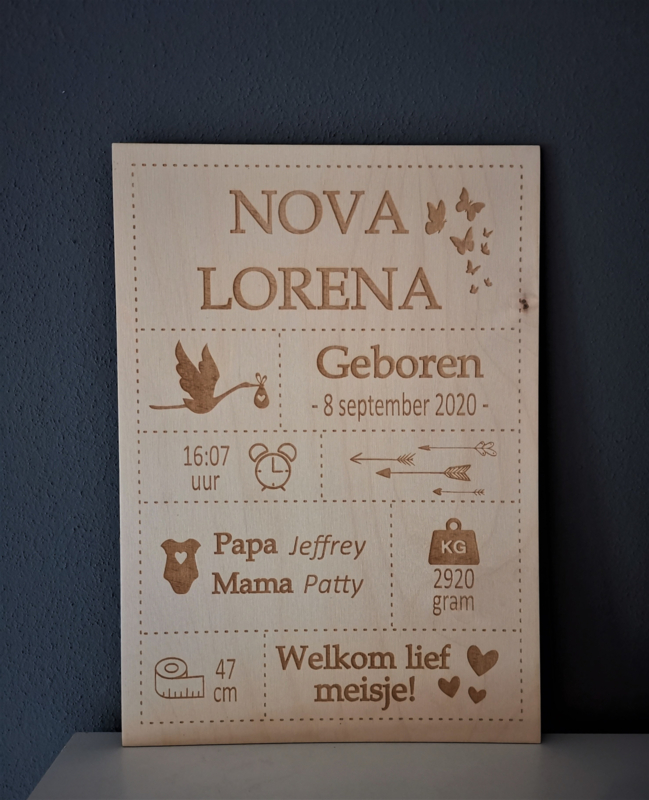 NOVA
LORENA
Geboren
- 8 september 2020 -
16:07
uur
Papa Jeffrey
Mama Patty
KG
2920
gram
47
cm
Welkom lief
meisje!